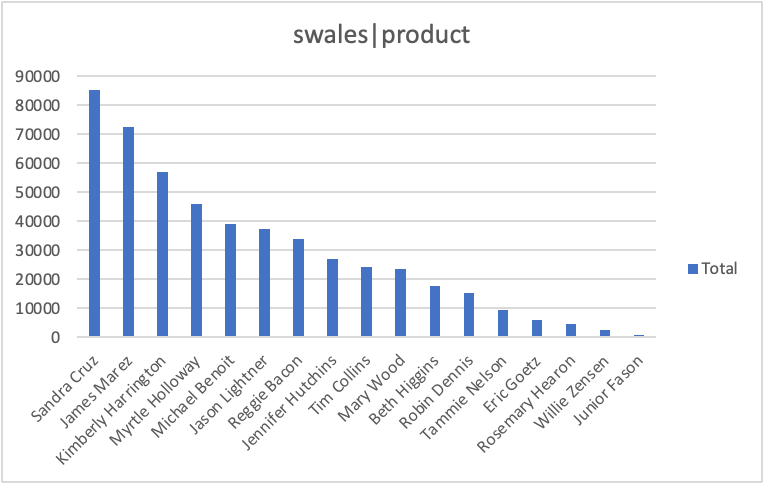 swales|product
90000
80000
70000
60000
50000
40000
30000
20000
10000
0
Total
Sandra Cruz
James Marez
Kimberly Harrington
Myrtle Holloway
Michael Benoit
Jason Lightner
Reggie Bacon
Jennifer Hutchins
Tim Collins
Mary Wood
Beth Higgins
Robin Dennis
Tammie Nelson
Eric Goetz
Rosemary Hearon
Willie Zensen
Junior Fason